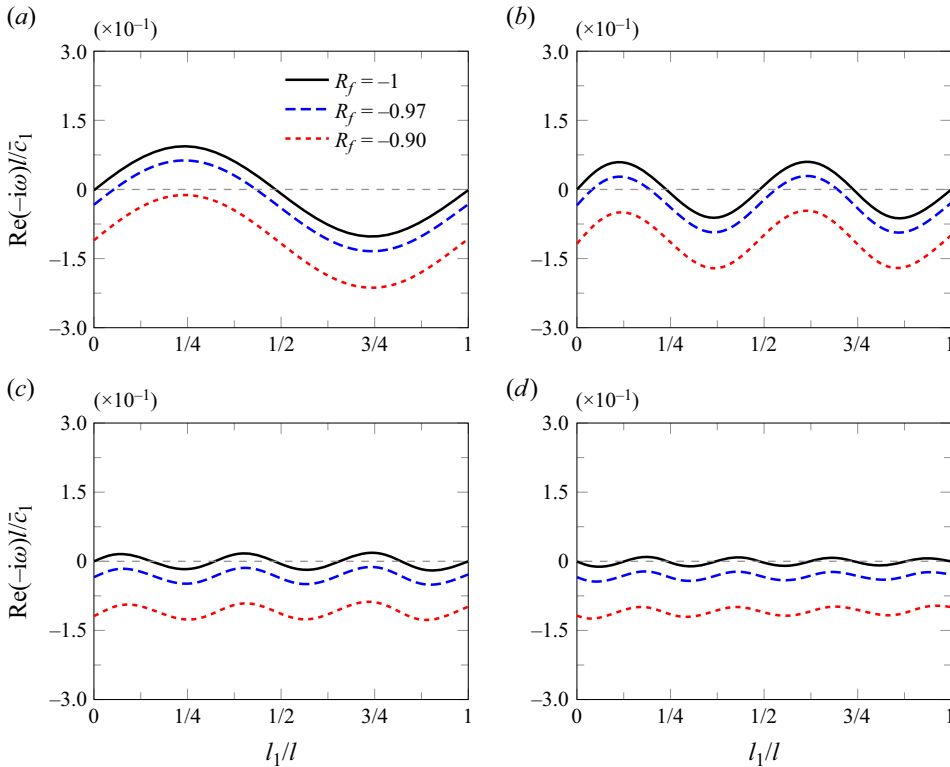 (a)
(×10⁻¹)
3.0
1.5
0
–1.5
–3.0
Re(–iω)l/c̄₁
R_f = –1
R_f = –0.97
R_f = –0.90
0 1/4 1/2 3/4 1
(b)
(×10⁻¹)
3.0
1.5
0
–1.5
–3.0
0 1/4 1/2 3/4 1
(c)
(×10⁻¹)
3.0
1.5
0
–1.5
–3.0
Re(–iω)l/c̄₁
0 1/4 1/2 3/4 1
l₁/l
(d)
(×10⁻¹)
3.0
1.5
0
–1.5
–3.0
0 1/4 1/2 3/4 1
l₁/l